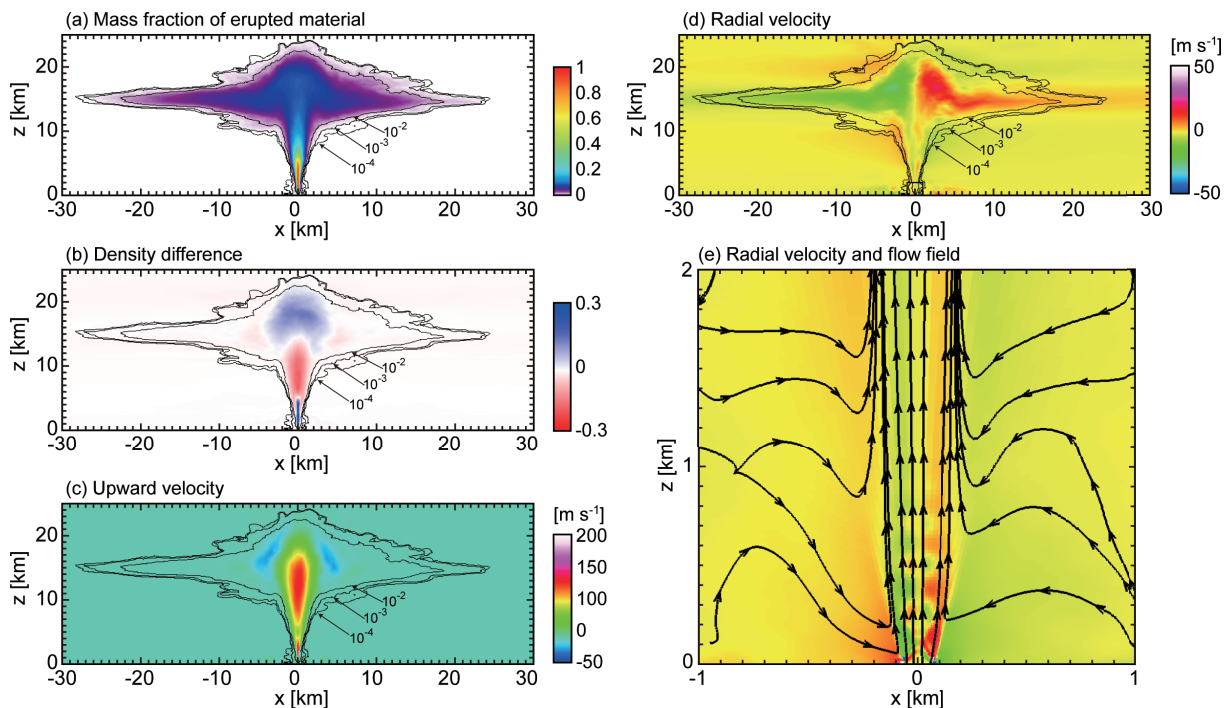 (a) Mass fraction of erupted material
z [km]
20
10
0
-30 -20 -10 0 10 20 30
x [km]
10-2
10-3
10-4
1
0.8
0.6
0.4
0.2
0
(b) Density difference
z [km]
20
10
0
-30 -20 -10 0 10 20 30
x [km]
10-2
10-3
10-4
0.3
0
-0.3
(c) Upward velocity
z [km]
20
10
0
-30 -20 -10 0 10 20 30
x [km]
10-2
10-3
10-4
[m s-1]
200
150
100
50
0
-50
(d) Radial velocity
z [km]
20
10
0
-30 -20 -10 0 10 20 30
x [km]
10-2
10-3
10-4
[m s-1]
50
0
-50
(e) Radial velocity and flow field
z [km]
2
1
0
-1 0 1
x [km]